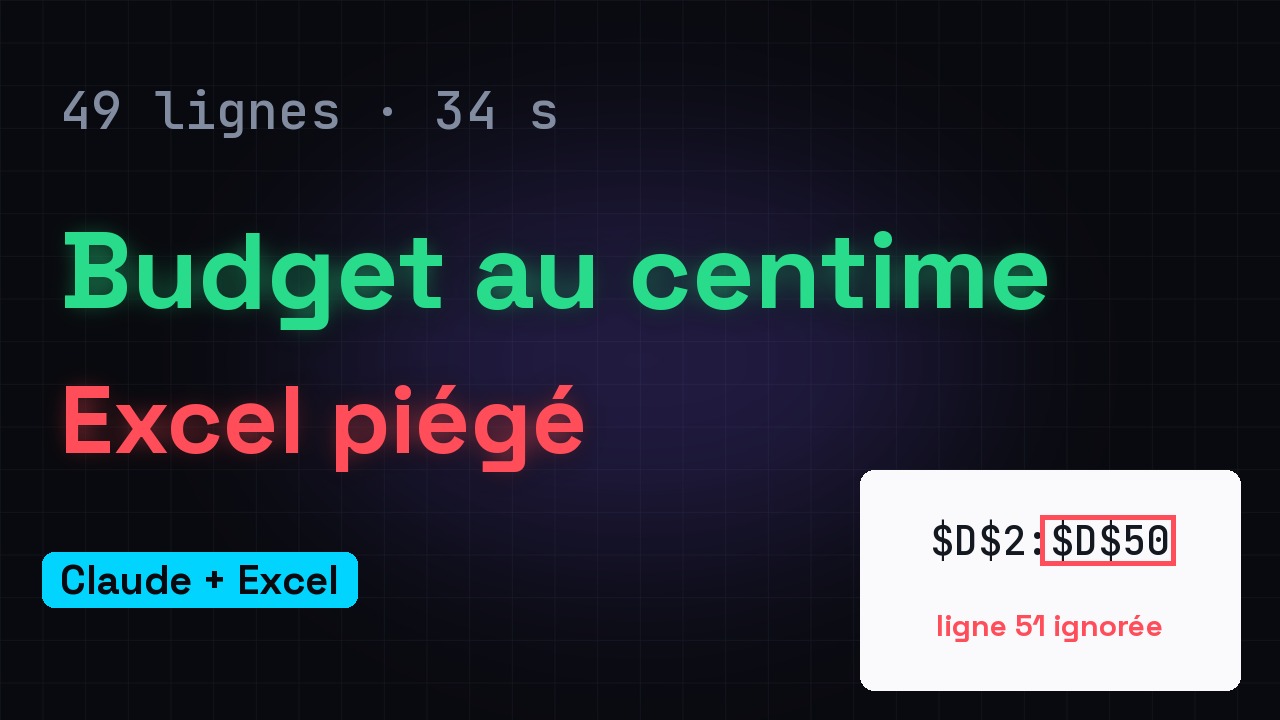 49 lignes · 34 s
Budget au centime
Excel piégé
Claude + Excel
$D$2:$D$50
ligne 51 ignorée